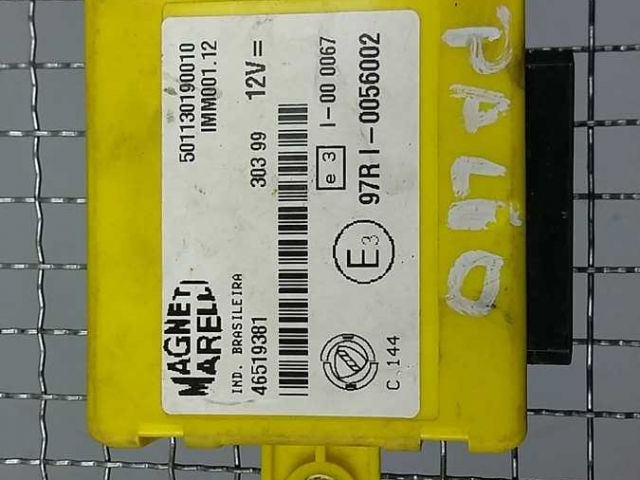 MAGNETI
MARELLI
501130190010
IMM001.12
IND. BRASILEIRA
46519381
303 99
12V =
e 3
I-00 0067
E3
97R I-0056002
C.144
PALIO